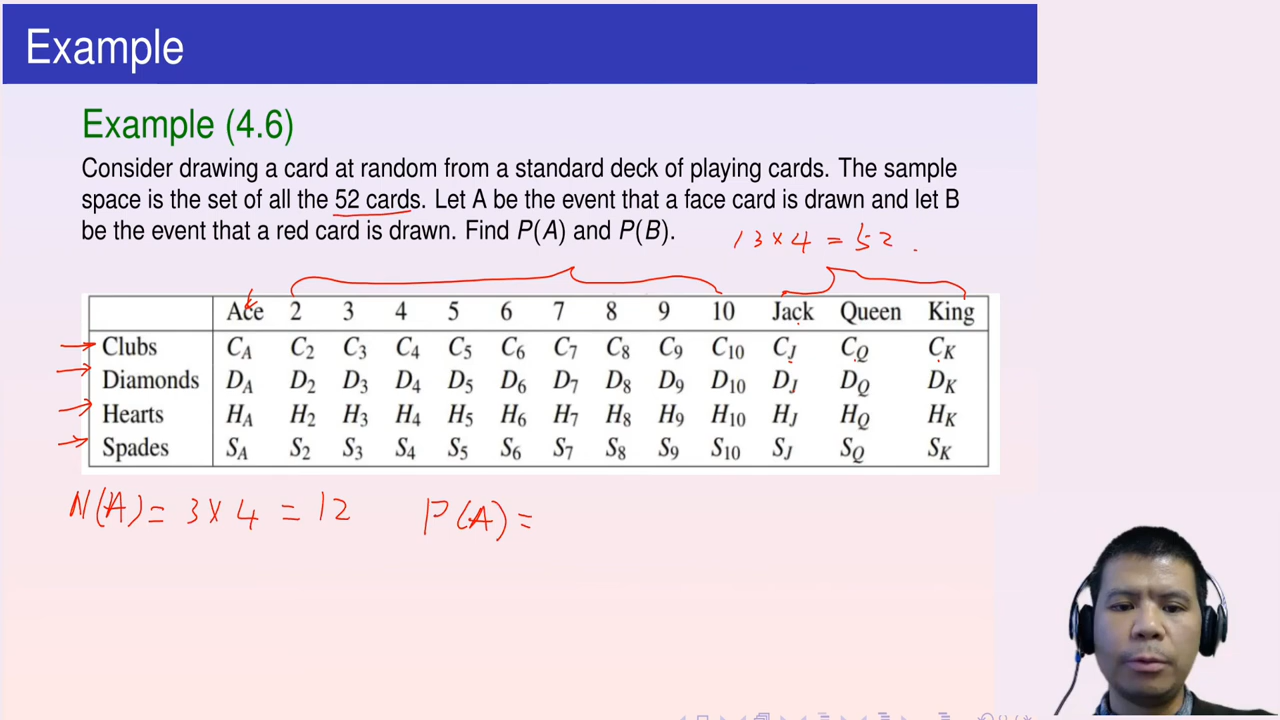 Example
Example (4.6)
Consider drawing a card at random from a standard deck of playing cards. The sample
space is the set of all the 52 cards. Let A be the event that a face card is drawn and let B
be the event that a red card is drawn. Find P(A) and P(B).
13 × 4 = 52.
Ace 2 3 4 5 6 7 8 9 10 Jack Queen King
Clubs C_A C_2 C_3 C_4 C_5 C_6 C_7 C_8 C_9 C_10 C_J C_Q C_K
Diamonds D_A D_2 D_3 D_4 D_5 D_6 D_7 D_8 D_9 D_10 D_J D_Q D_K
Hearts H_A H_2 H_3 H_4 H_5 H_6 H_7 H_8 H_9 H_10 H_J H_Q H_K
Spades S_A S_2 S_3 S_4 S_5 S_6 S_7 S_8 S_9 S_10 S_J S_Q S_K
N(A) = 3 × 4 = 12 P(A) =